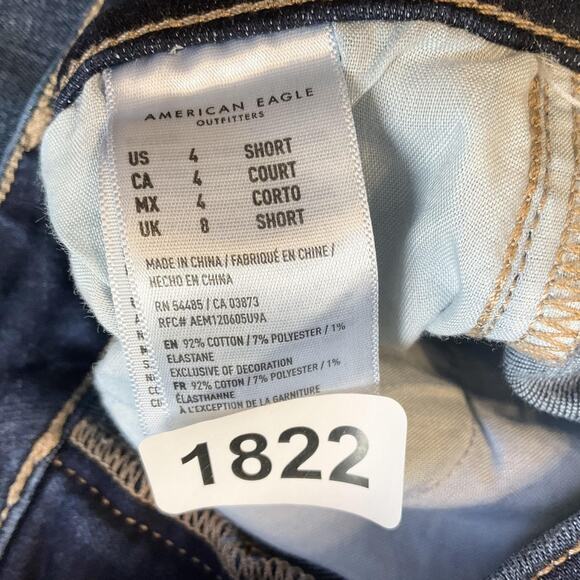 AMERICAN EAGLE
OUTFITTERS
US 4 SHORT
CA 4 COURT
MX 4 CORTO
UK 8 SHORT
MADE IN CHINA / FABRIQUÉ EN CHINE /
HECHO EN CHINA
RN 54485 / CA 03873
RFC# AEM120605U9A
EN 92% COTTON / 7% POLYESTER / 1%
ELASTANE
EXCLUSIVE OF DECORATION
FR 92% COTON / 7% POLYESTER / 1%
ÉLASTHANNE
À L'EXCEPTION DE LA GARNITURE
1822